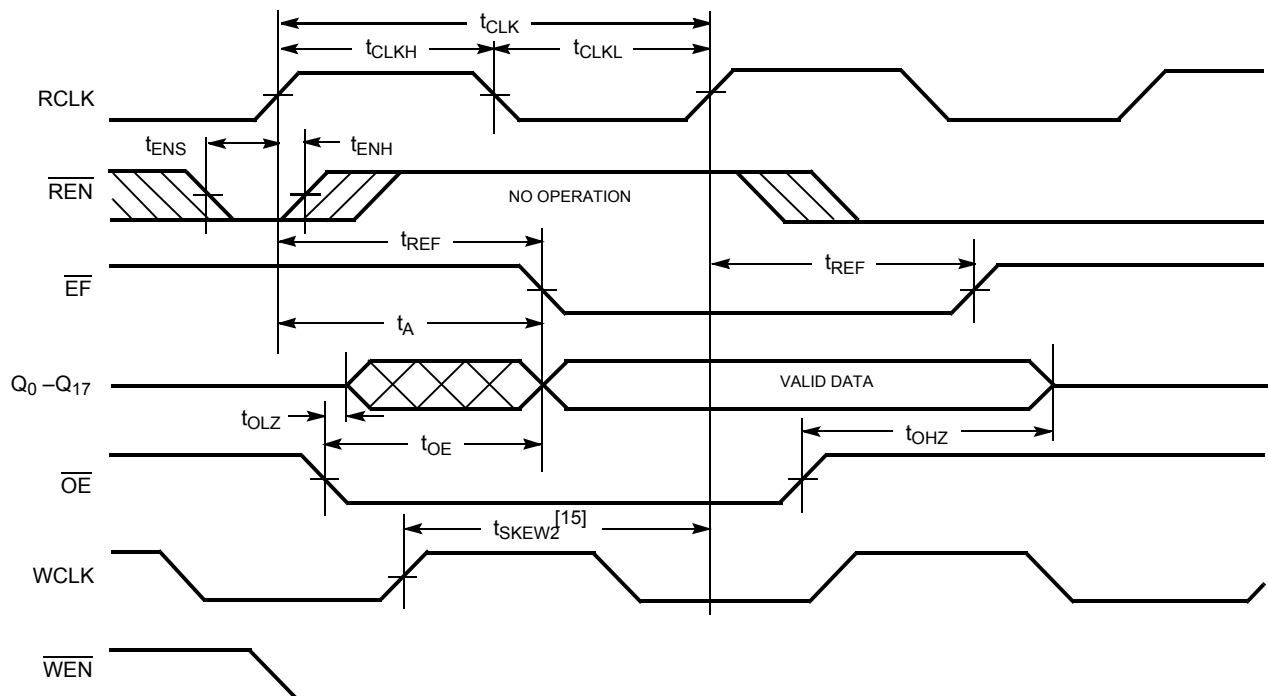 tCLK
tCLKH tCLKL
RCLK
tENS tENH
REN
NO OPERATION
tREF
tREF
EF
tA
Q0 –Q17
VALID DATA
tOLZ
tOE
tOHZ
OE
tSKEW2[15]
WCLK
WEN